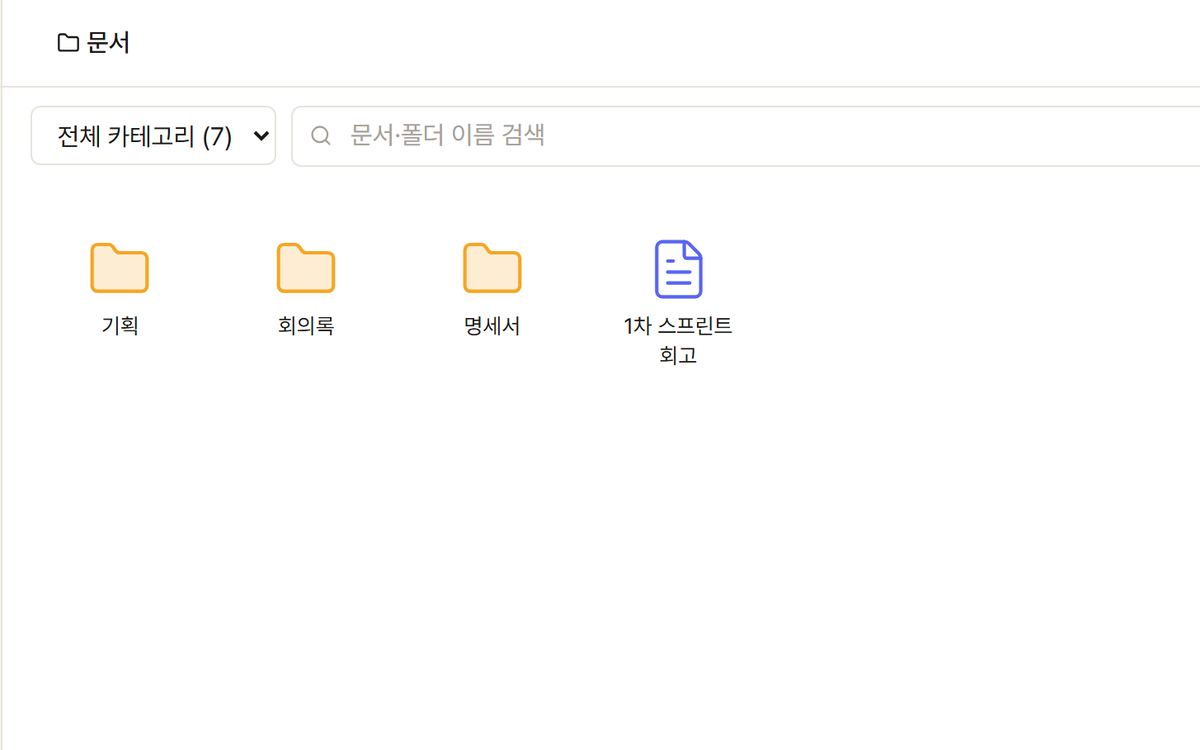 문서
전체 카테고리 (7)
문서·폴더 이름 검색
기획
회의록
명세서
1차 스프린트
회고